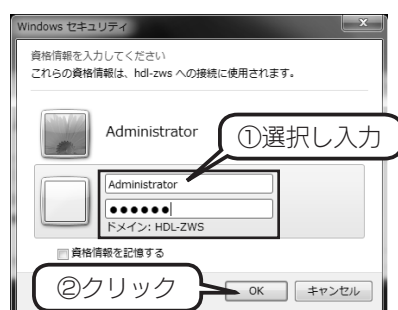 Windows セキュリティ
資格情報を入力してください
これらの資格情報は、hdl-zws への接続に使用されます。
Administrator
①選択し入力
Administrator
●●●●●●
ドメイン: HDL-ZWS
資格情報を記憶する
②クリック
OK キャンセル